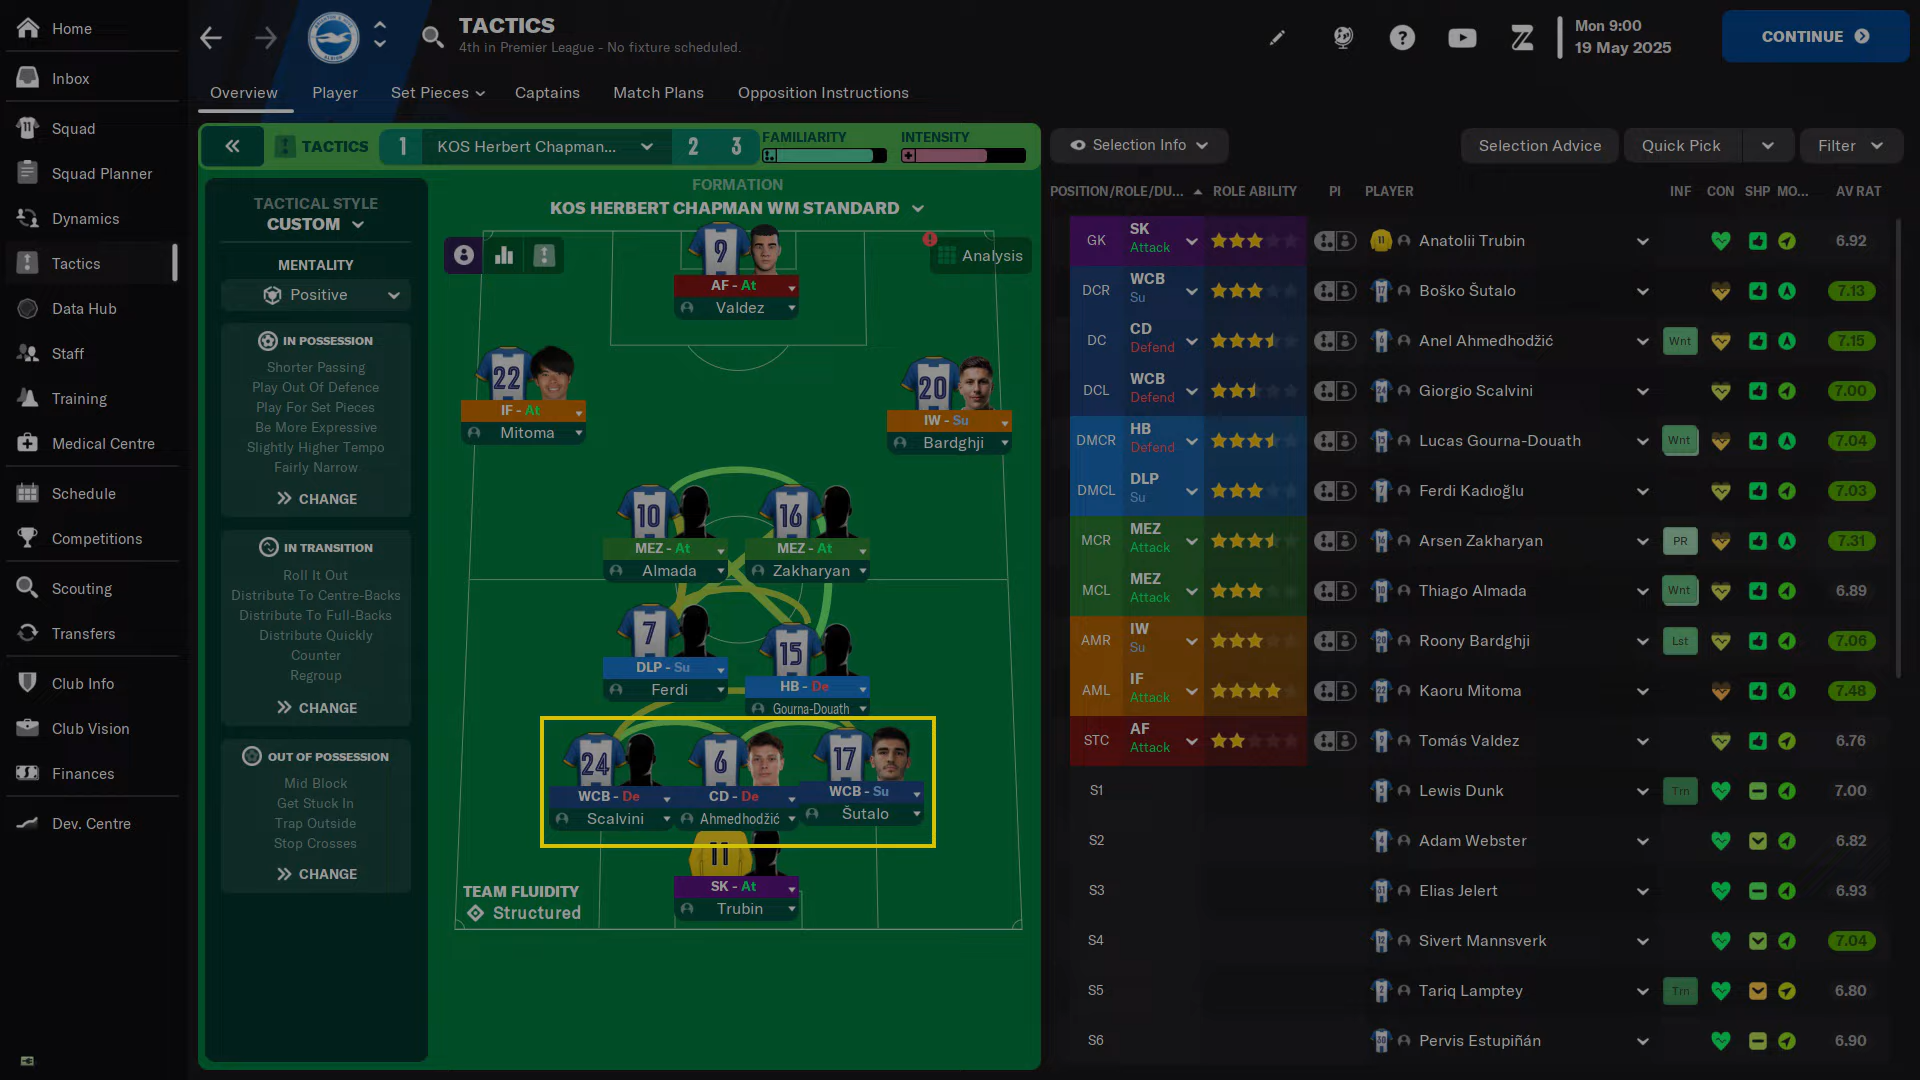 Home
Inbox
Squad
Squad Planner
Dynamics
Tactics
Data Hub
Staff
Training
Medical Centre
Schedule
Competitions
Scouting
Transfers
Club Info
Club Vision
Finances
Dev. Centre
TACTICS
4th in Premier League - No fixture scheduled.
Mon 9:00
19 May 2025
CONTINUE
Overview
Player
Set Pieces
Captains
Match Plans
Opposition Instructions
TACTICS
1
KOS Herbert Chapman...
2
3
FAMILIARITY
INTENSITY
TACTICAL STYLE
CUSTOM
MENTALITY
Positive
IN POSSESSION
Shorter Passing
Play Out Of Defence
Play For Set Pieces
Be More Expressive
Slightly Higher Tempo
Fairly Narrow
CHANGE
IN TRANSITION
Roll It Out
Distribute To Centre-Backs
Distribute To Full-Backs
Distribute Quickly
Counter
Regroup
CHANGE
OUT OF POSSESSION
Mid Block
Get Stuck In
Trap Outside
Stop Crosses
CHANGE
FORMATION
KOS HERBERT CHAPMAN WM STANDARD
Analysis
9
AF - At
Valdez
22
IF - At
Mitoma
20
IW - Su
Bardghji
10
MEZ - At
Almada
16
MEZ - At
Zakharyan
7
DLP - Su
Ferdi
15
HB - De
Gourna-Douath
24
WCB - De
Scalvini
6
CD - De
Ahmedhodžić
17
WCB - Su
Šutalo
11
SK - At
Trubin
TEAM FLUIDITY
Structured
Selection Info
Selection Advice
Quick Pick
Filter
POSITION/ROLE/DU... ROLE ABILITY PI PLAYER INF CON SHP MO... AV RAT
GK SK Attack Anatolii Trubin 6.92
DCR WCB Su Boško Šutalo 7.13
DC CD Defend Anel Ahmedhodžić Wnt 7.15
DCL WCB Defend Giorgio Scalvini 7.00
DMCR HB Defend Lucas Gourna-Douath Wnt 7.04
DMCL DLP Su Ferdi Kadıoğlu 7.03
MCR MEZ Attack Arsen Zakharyan PR 7.31
MCL MEZ Attack Thiago Almada Wnt 6.89
AMR IW Su Roony Bardghji Lst 7.06
AML IF Attack Kaoru Mitoma 7.48
STC AF Attack Tomás Valdez 6.76
S1 Lewis Dunk Trn 7.00
S2 Adam Webster 6.82
S3 Elias Jelert 6.93
S4 Sivert Mannsverk 7.04
S5 Tariq Lamptey Trn 6.80
S6 Pervis Estupiñán 6.90